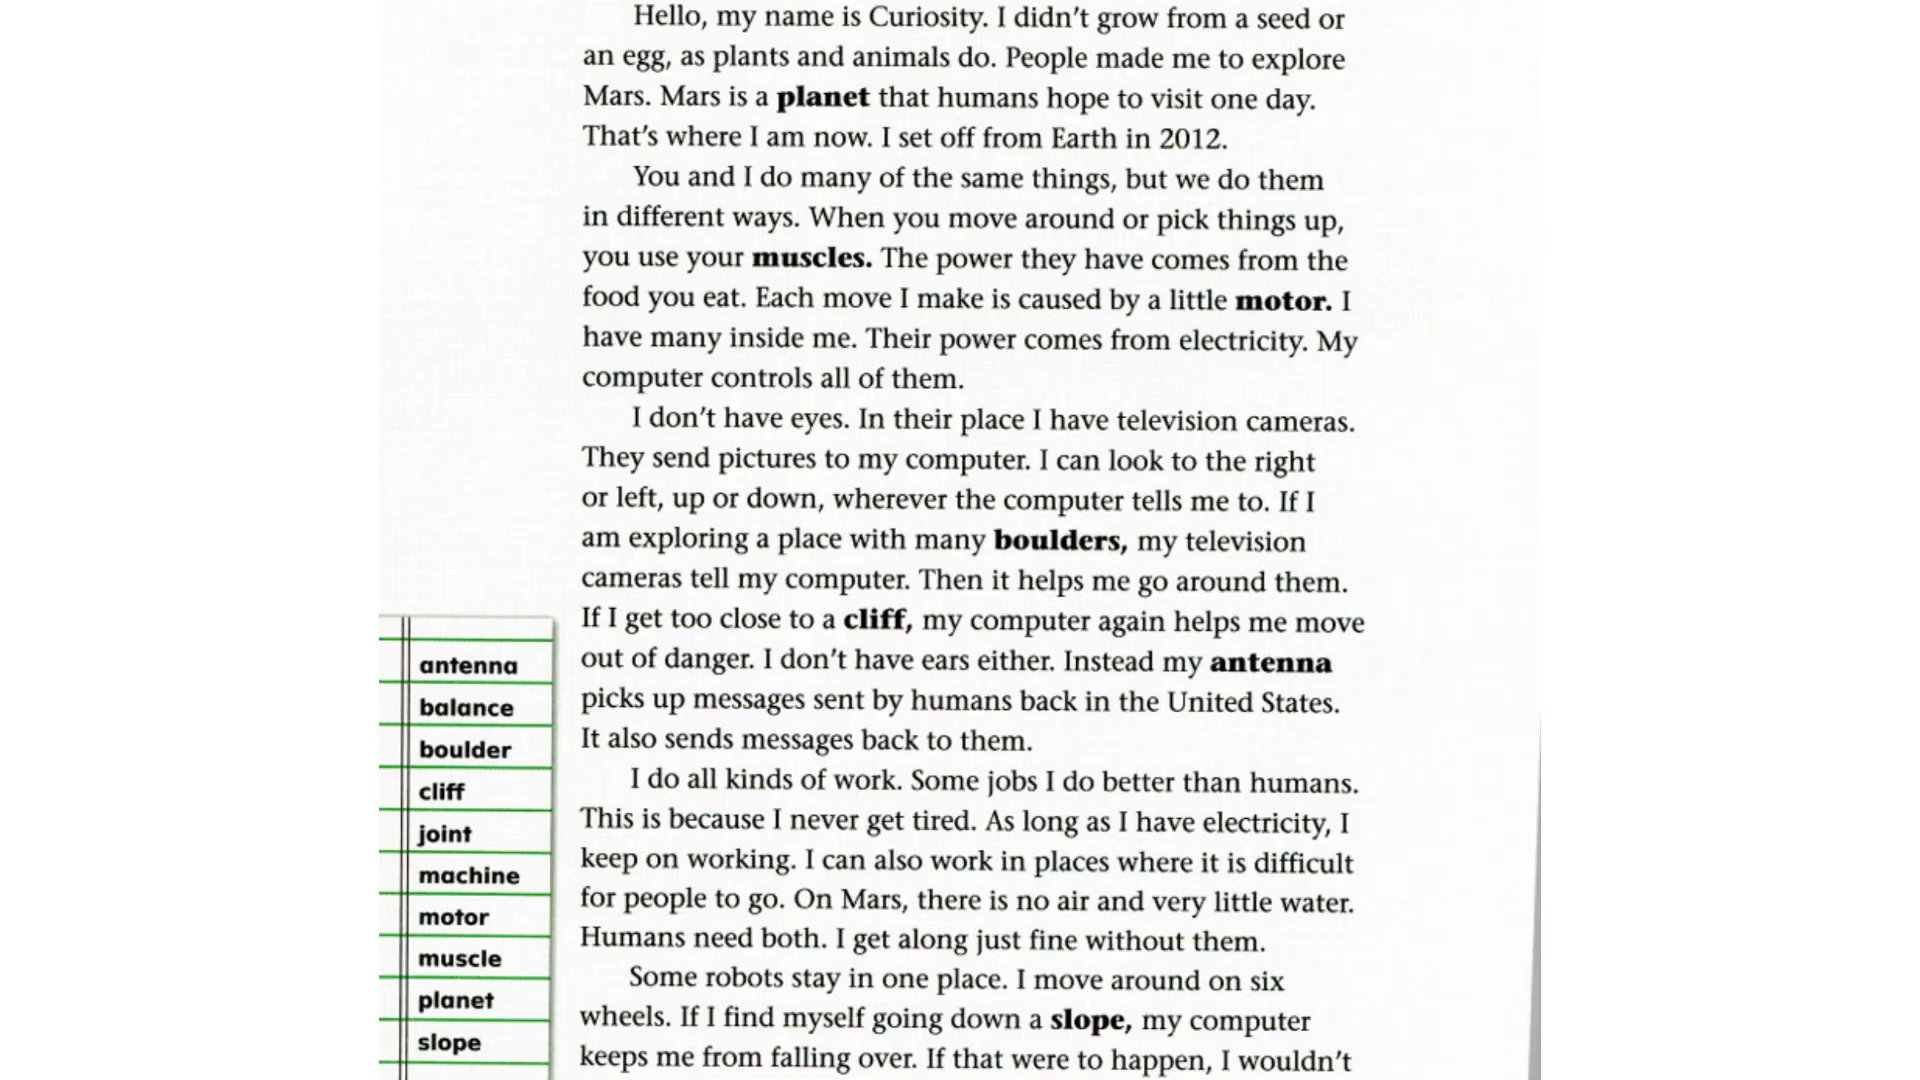 Hello, my name is Curiosity. I didn't grow from a seed or
an egg, as plants and animals do. People made me to explore
Mars. Mars is a planet that humans hope to visit one day.
That's where I am now. I set off from Earth in 2012.
You and I do many of the same things, but we do them
in different ways. When you move around or pick things up,
you use your muscles. The power they have comes from the
food you eat. Each move I make is caused by a little motor. I
have many inside me. Their power comes from electricity. My
computer controls all of them.
I don't have eyes. In their place I have television cameras.
They send pictures to my computer. I can look to the right
or left, up or down, wherever the computer tells me to. If I
am exploring a place with many boulders, my television
cameras tell my computer. Then it helps me go around them.
If I get too close to a cliff, my computer again helps me move
out of danger. I don't have ears either. Instead my antenna
picks up messages sent by humans back in the United States.
It also sends messages back to them.
I do all kinds of work. Some jobs I do better than humans.
This is because I never get tired. As long as I have electricity, I
keep on working. I can also work in places where it is difficult
for people to go. On Mars, there is no air and very little water.
Humans need both. I get along just fine without them.
Some robots stay in one place. I move around on six
wheels. If I find myself going down a slope, my computer
keeps me from falling over. If that were to happen, I wouldn't
antenna
balance
boulder
cliff
joint
machine
motor
muscle
planet
slope